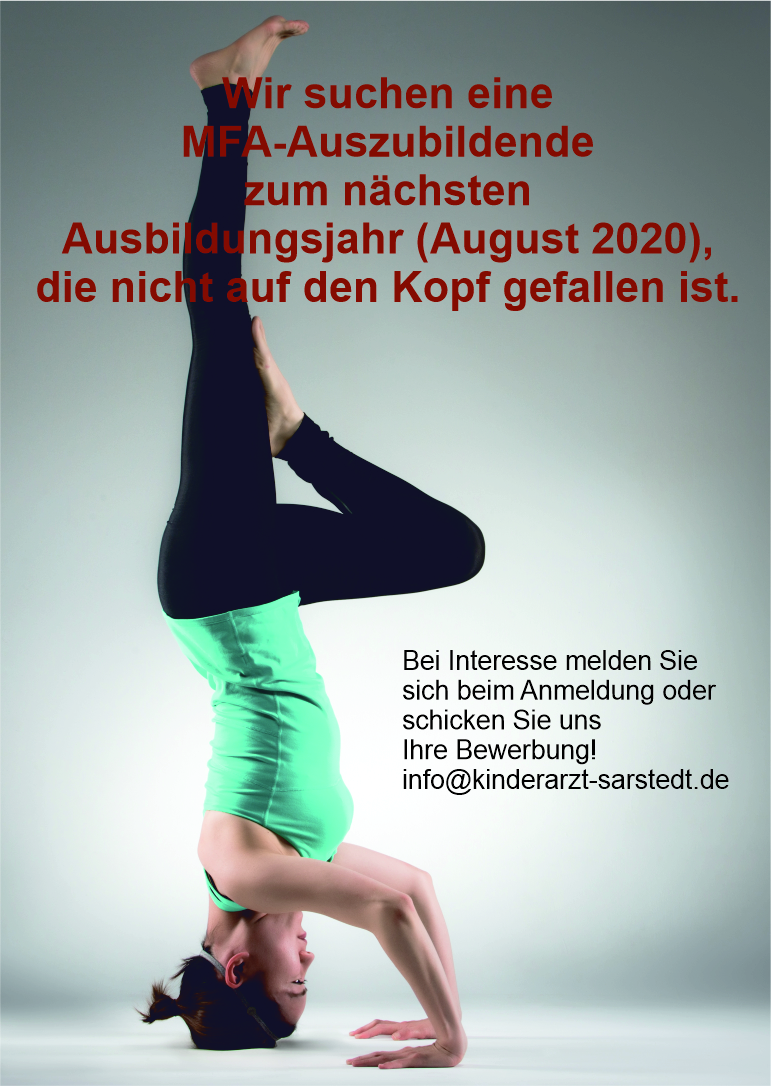 Wir suchen eine
MFA-Auszubildende
zum nächsten
Ausbildungsjahr (August 2020),
die nicht auf den Kopf gefallen ist.
Bei Interesse melden Sie
sich beim Anmeldung oder
schicken Sie uns
Ihre Bewerbung!
info@kinderarzt-sarstedt.de